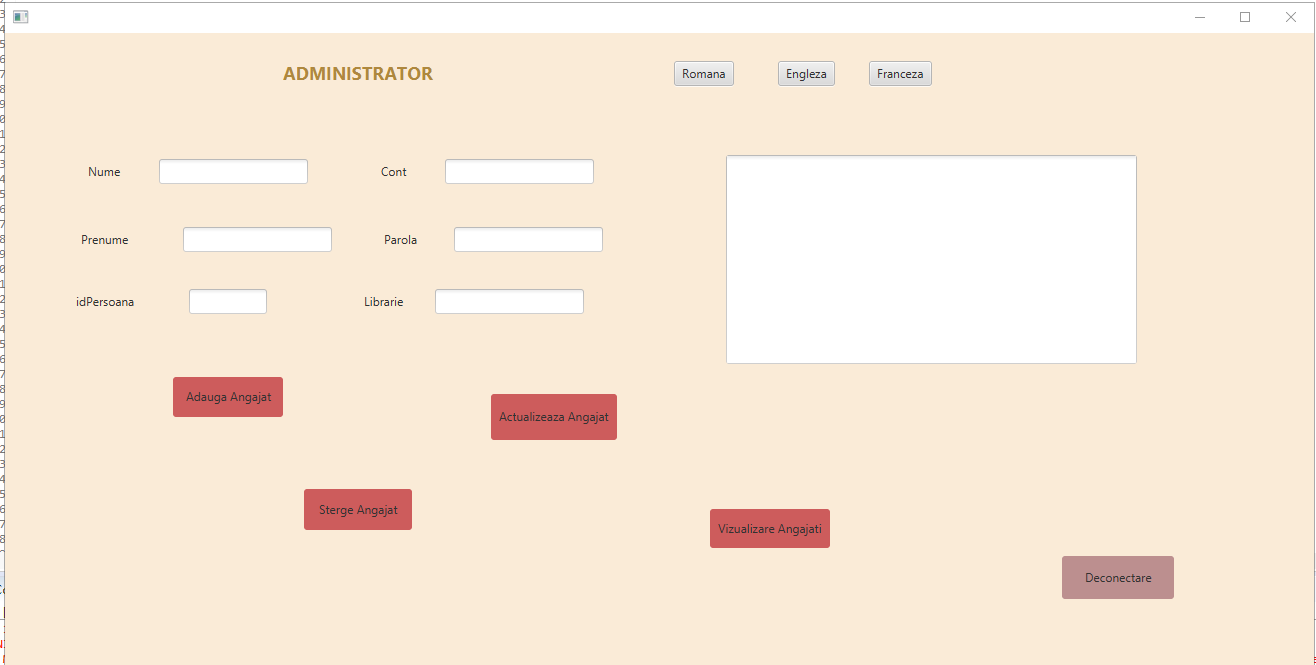 ADMINISTRATOR
Romana Engleza Franceza
Nume Cont
Prenume Parola
idPersoana Librarie
Adauga Angajat
Actualizeaza Angajat
Sterge Angajat
Vizualizare Angajati
Deconectare